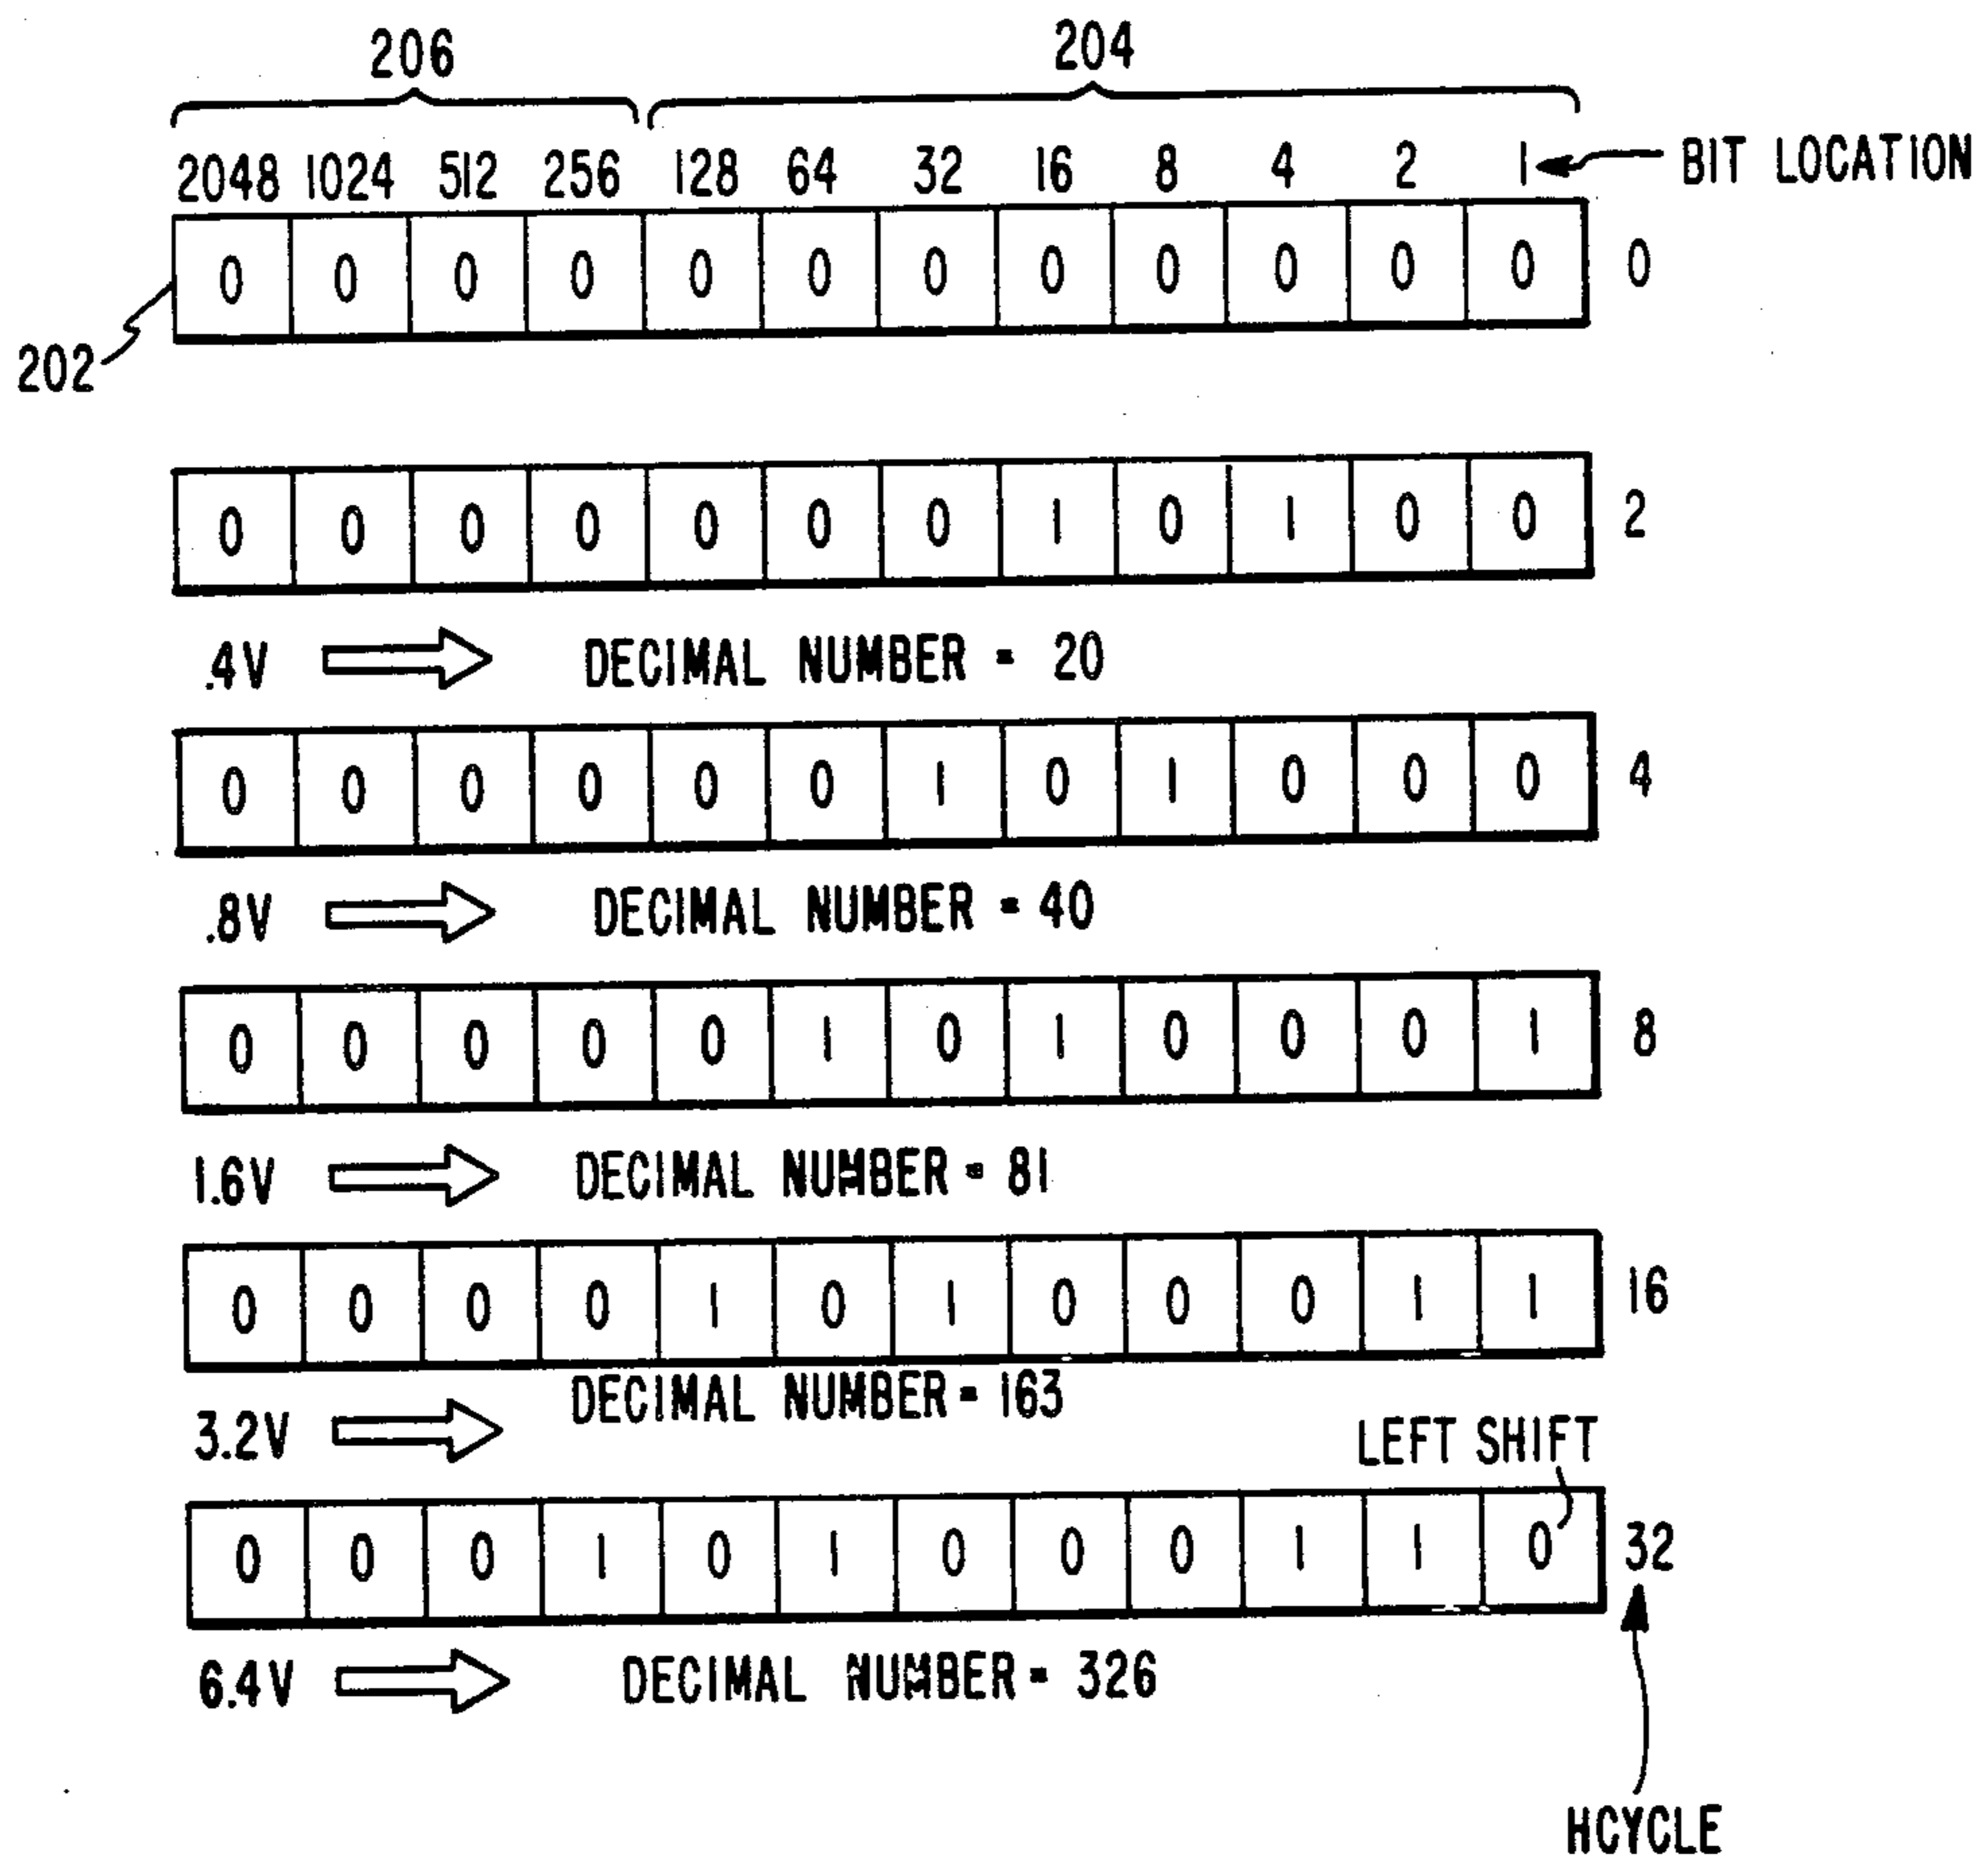 206 204
2048 1024 512 256 128 64 32 16 8 4 2 1 BIT LOCATION
0 0 0 0 0 0 0 0 0 0 0 0 0
202
0 0 0 0 0 0 0 1 0 1 0 0 2
.4V DECIMAL NUMBER = 20
0 0 0 0 0 0 1 0 1 0 0 0 4
.8V DECIMAL NUMBER = 40
0 0 0 0 0 1 0 1 0 0 0 1 8
1.6V DECIMAL NUMBER = 81
0 0 0 0 1 0 1 0 0 0 1 1 16
3.2V DECIMAL NUMBER = 163
LEFT SHIFT
0 0 0 1 0 1 0 0 0 1 1 0 32
6.4V DECIMAL NUMBER = 326
HCYCLE